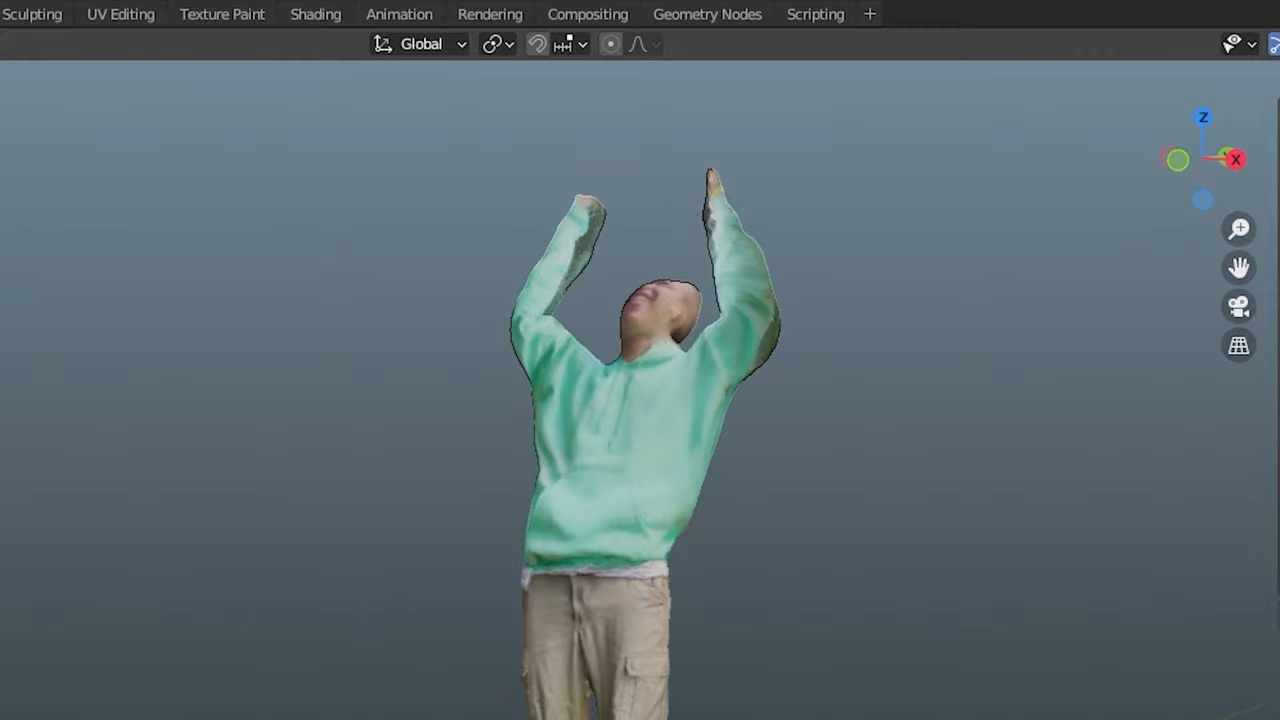 Sculpting UV Editing Texture Paint Shading Animation Rendering Compositing Geometry Nodes Scripting +
Global
Z
X